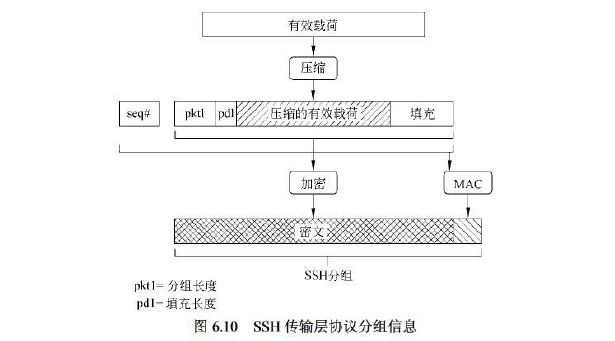 有效载荷
压缩
seq# pktl pdl 压缩的有效载荷 填充
加密 MAC
密文
SSH分组
pktl= 分组长度
pdl= 填充长度
图 6.10 SSH 传输层协议分组信息